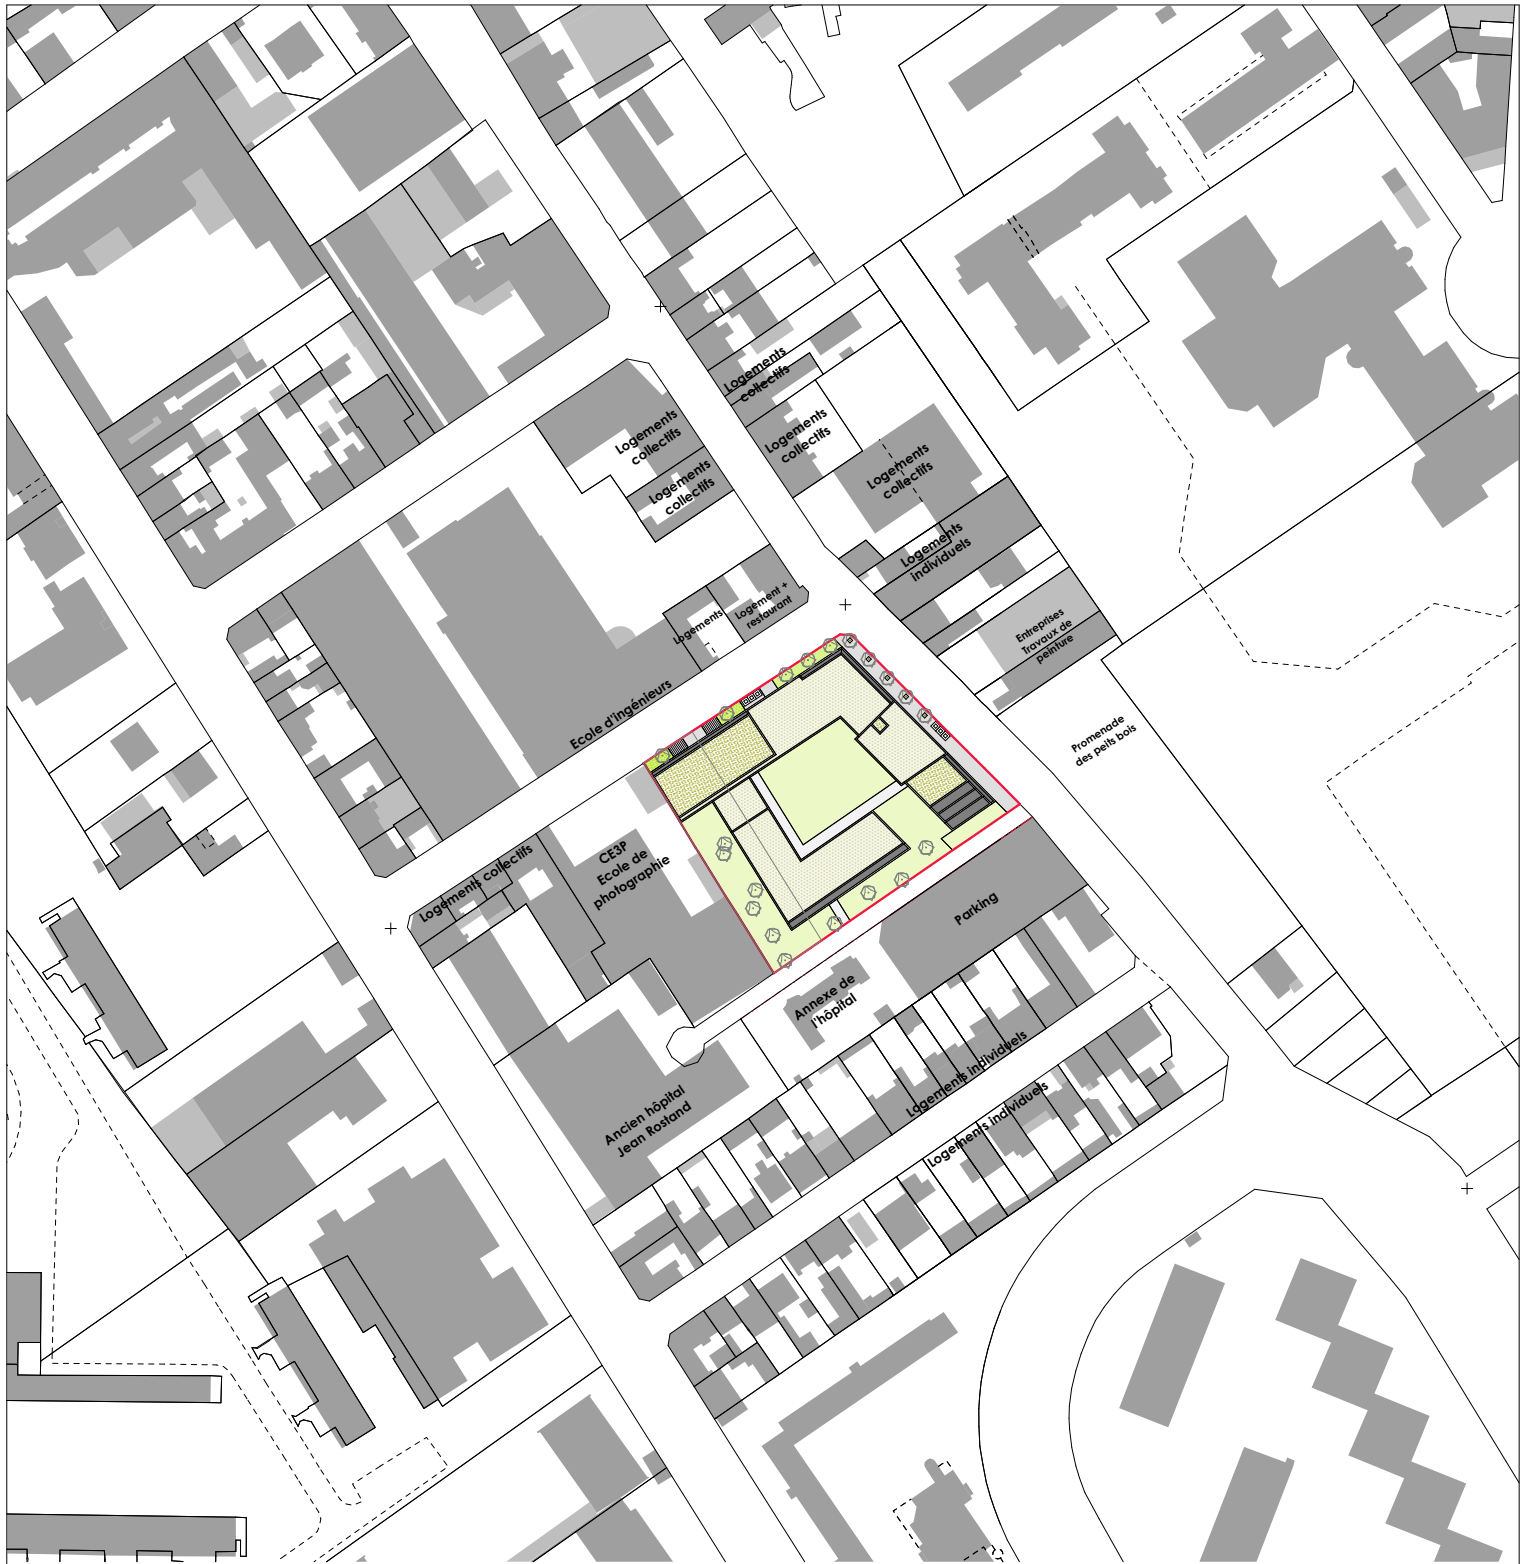 Logements
collectifs
Logements
collectifs
Logements
collectifs
Logements
collectifs
Logements
collectifs
Logements
individuels
Logement +
restaurant
Logements
Entreprises
Travaux de
peinture
Ecole d'ingénieurs
Promenade
des petis bois
Logements collectifs
CE3P
Ecole de
photographie
Parking
Annexe de
l'hôpital
Logements individuels
Logements individuels
Ancien hôpital
Jean Rostand